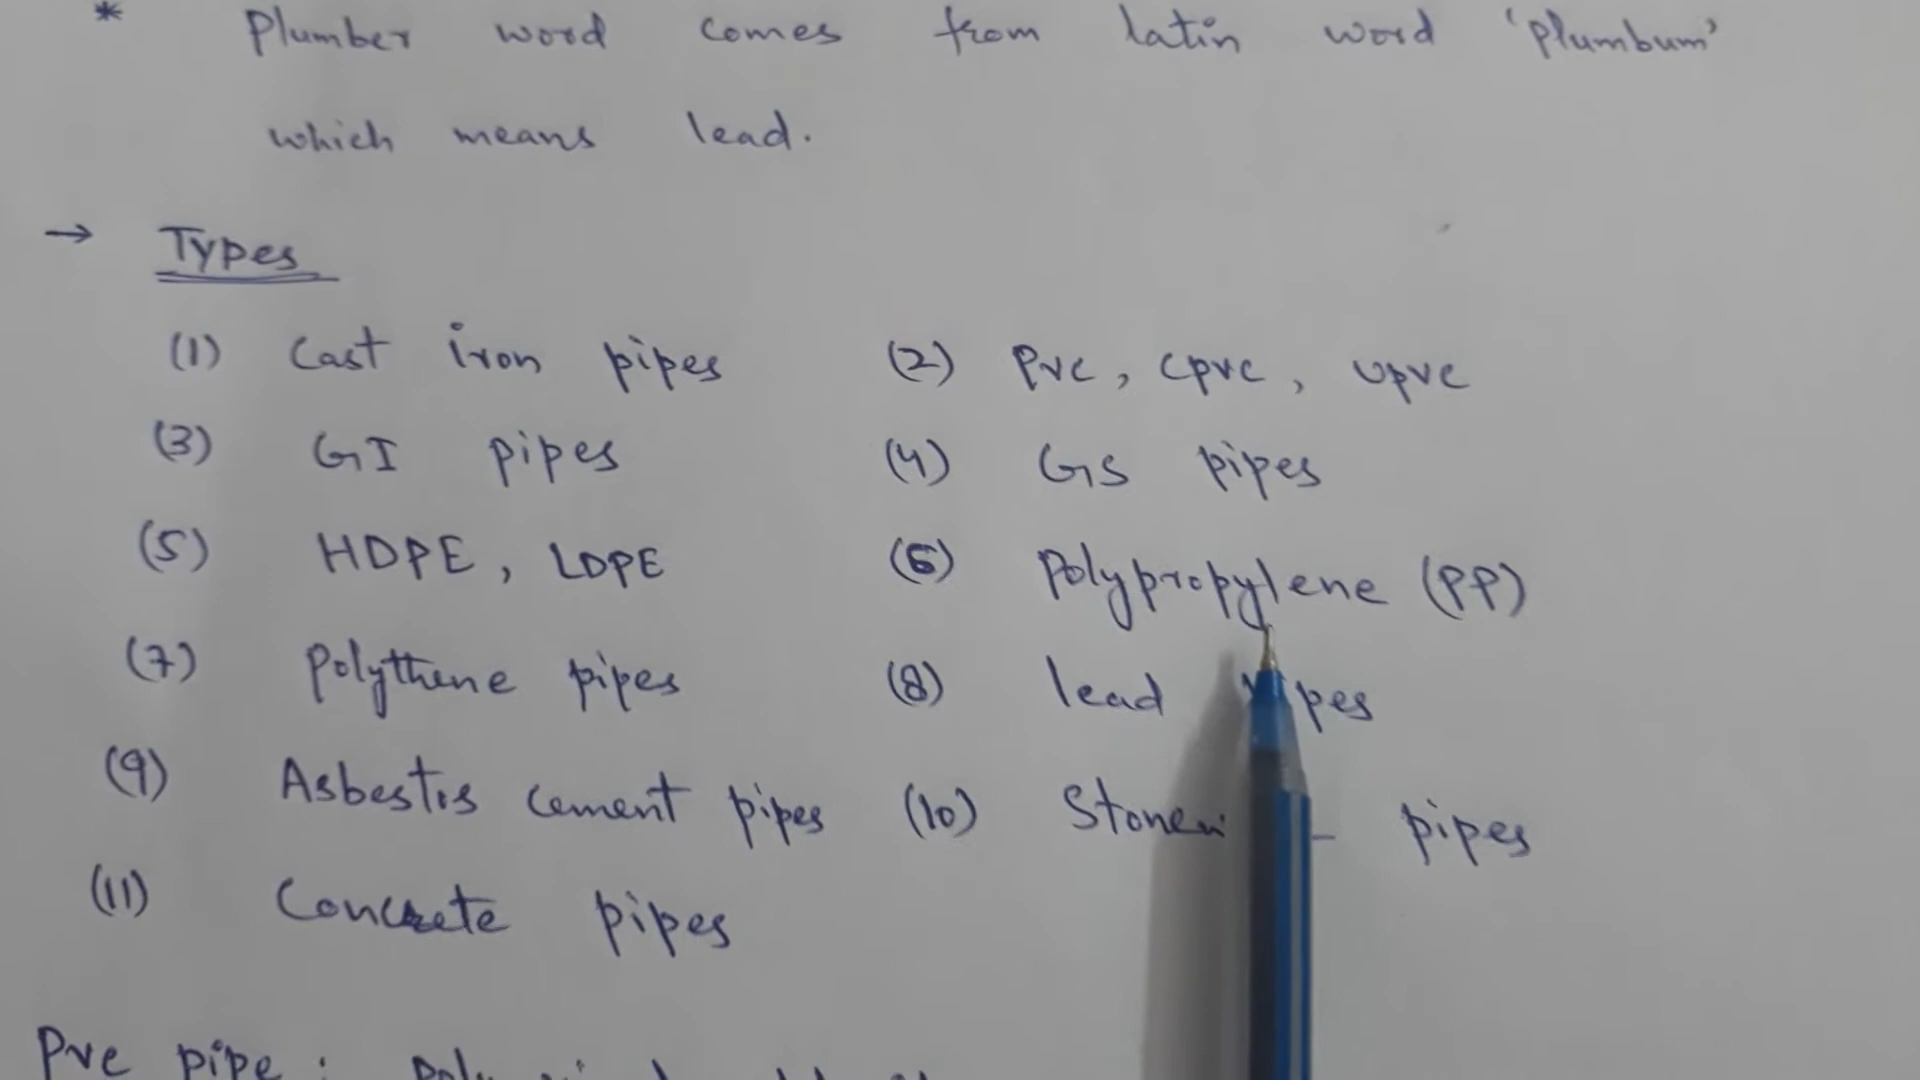 * Plumber word comes from latin word 'plumbum'
which means lead.
→ Types
(1) Cast iron pipes (2) PVC, CPVC, UPVC
(3) GI pipes (4) GS pipes
(5) HDPE, LDPE (6) Polypropylene (PP)
(7) Polythene pipes (8) lead pipes
(9) Asbestos cement pipes (10) pipes
(11) Concrete pipes
PVC pipe :